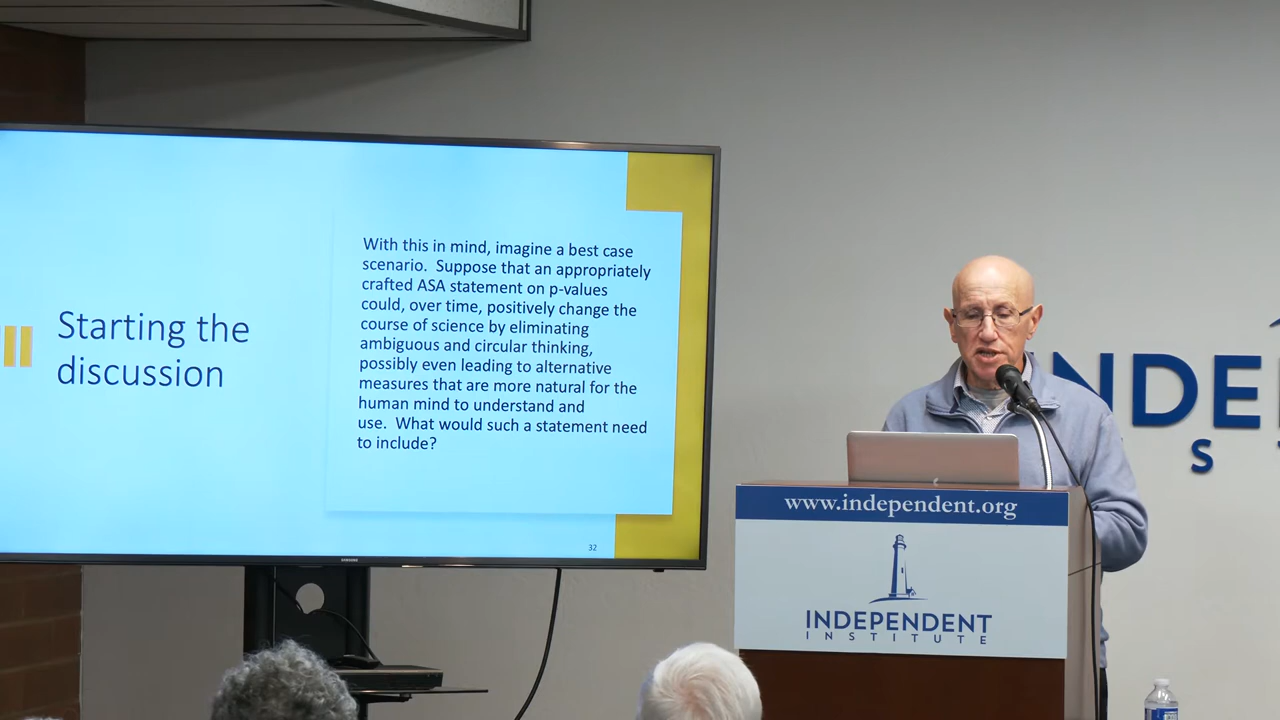 Starting the
discussion
With this in mind, imagine a best case
scenario. Suppose that an appropriately
crafted ASA statement on p-values
could, over time, positively change the
course of science by eliminating
ambiguous and circular thinking,
possibly even leading to alternative
measures that are more natural for the
human mind to understand and
use. What would such a statement need
to include?
32
SAMSUNG
www.independent.org
INDEPENDENT
INSTITUTE
NDE
S